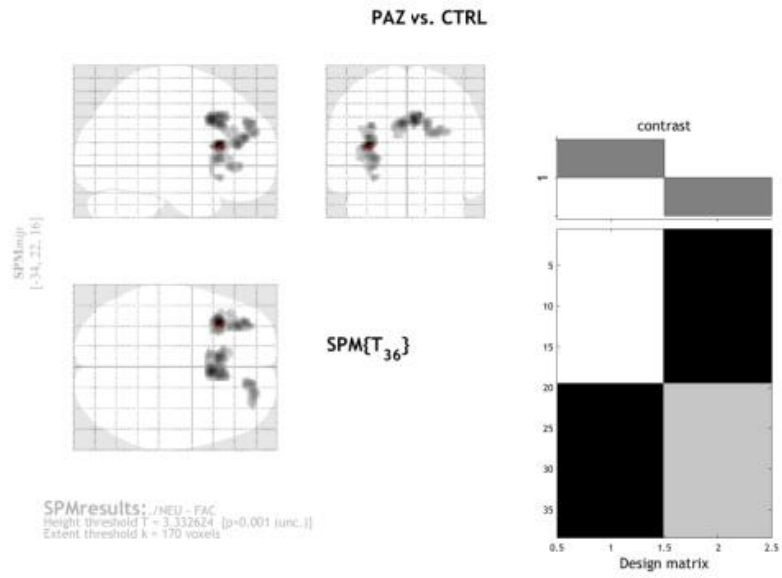 PAZ vs. CTRL
SPMmip
[-34, 22, 16]
SPM{T36}
contrast
1
5
10
15
20
25
30
35
0.5 1 1.5 2 2.5
Design matrix
SPMresults:./NEU - FAC
Height threshold T = 3.332624 {p<0.001 (unc.)}
Extent threshold k = 170 voxels